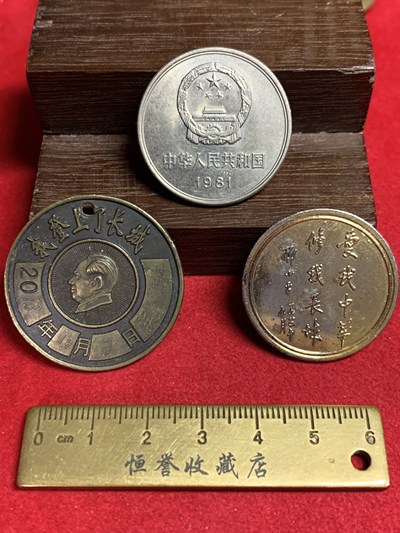 中华人民共和国
1981
我登上了长城
20 年 月 日
爱我中华
修我长城
0 cm 1 2 3 4 5 6
恒誉收藏店